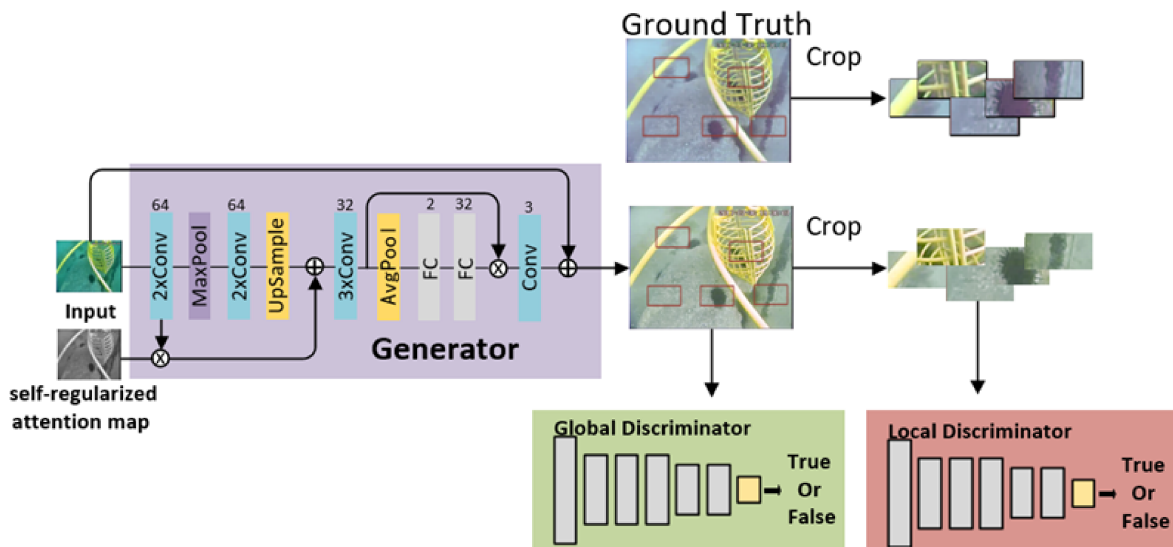 Ground Truth
Crop
Crop
64
64
32
2
32
3
2xConv
MaxPool
2xConv
UpSample
3xConv
AvgPool
FC
FC
Conv
Input
Generator
self-regularized
attention map
Global Discriminator
True
Or
False
Local Discriminator
True
Or
False